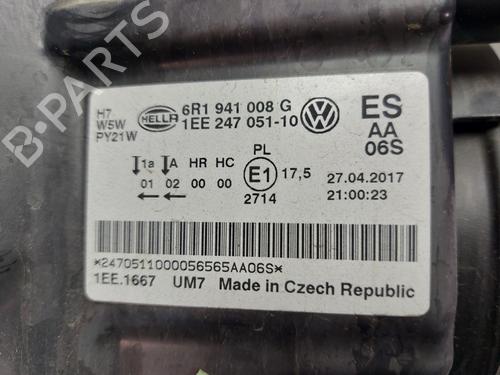 H7
W5W
PY21W
HELLA
6R1 941 008 G
1EE 247 051-10
ES
AA
06S
1a A HR HC
01 02 00 00
PL
E1 17,5
2714
27.04.2017
21:00:23
*2470511000056565AA06S*
1EE.1667 UM7 Made in Czech Republic
B-PARTS